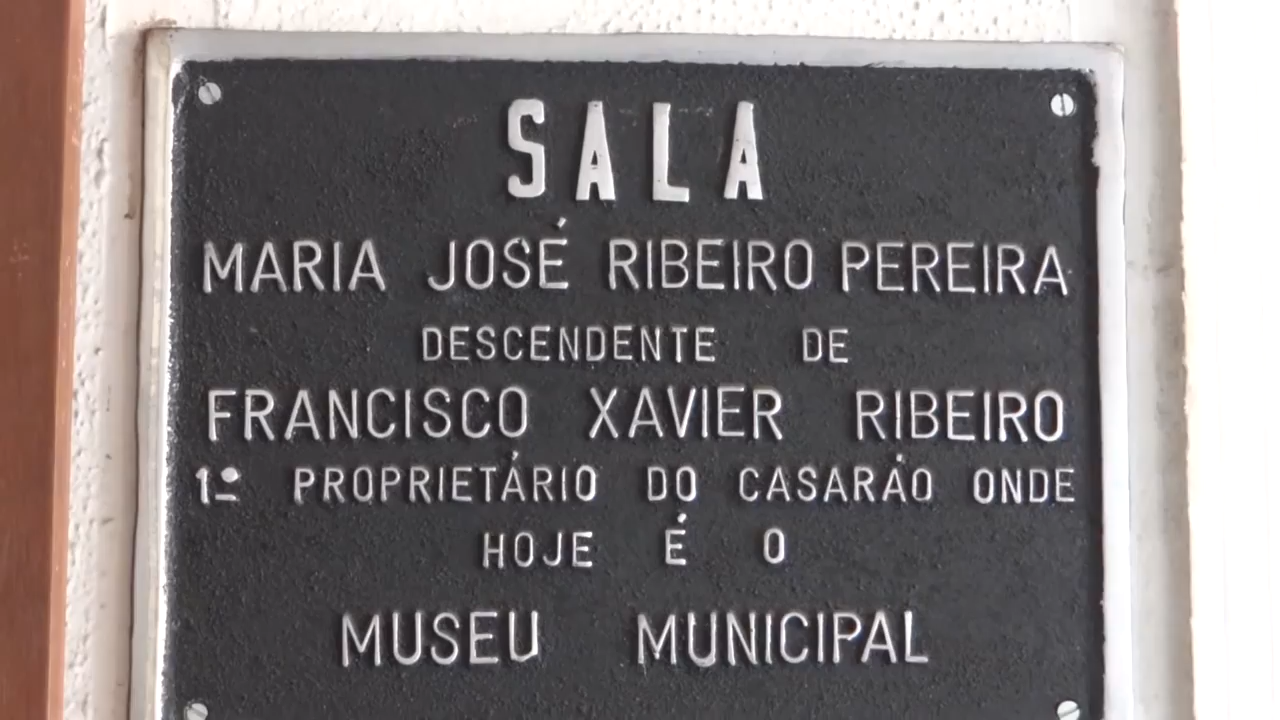 SALA
MARIA JOSÉ RIBEIRO PEREIRA
DESCENDENTE DE
FRANCISCO XAVIER RIBEIRO
1º PROPRIETÁRIO DO CASARÃO ONDE
HOJE É O
MUSEU MUNICIPAL